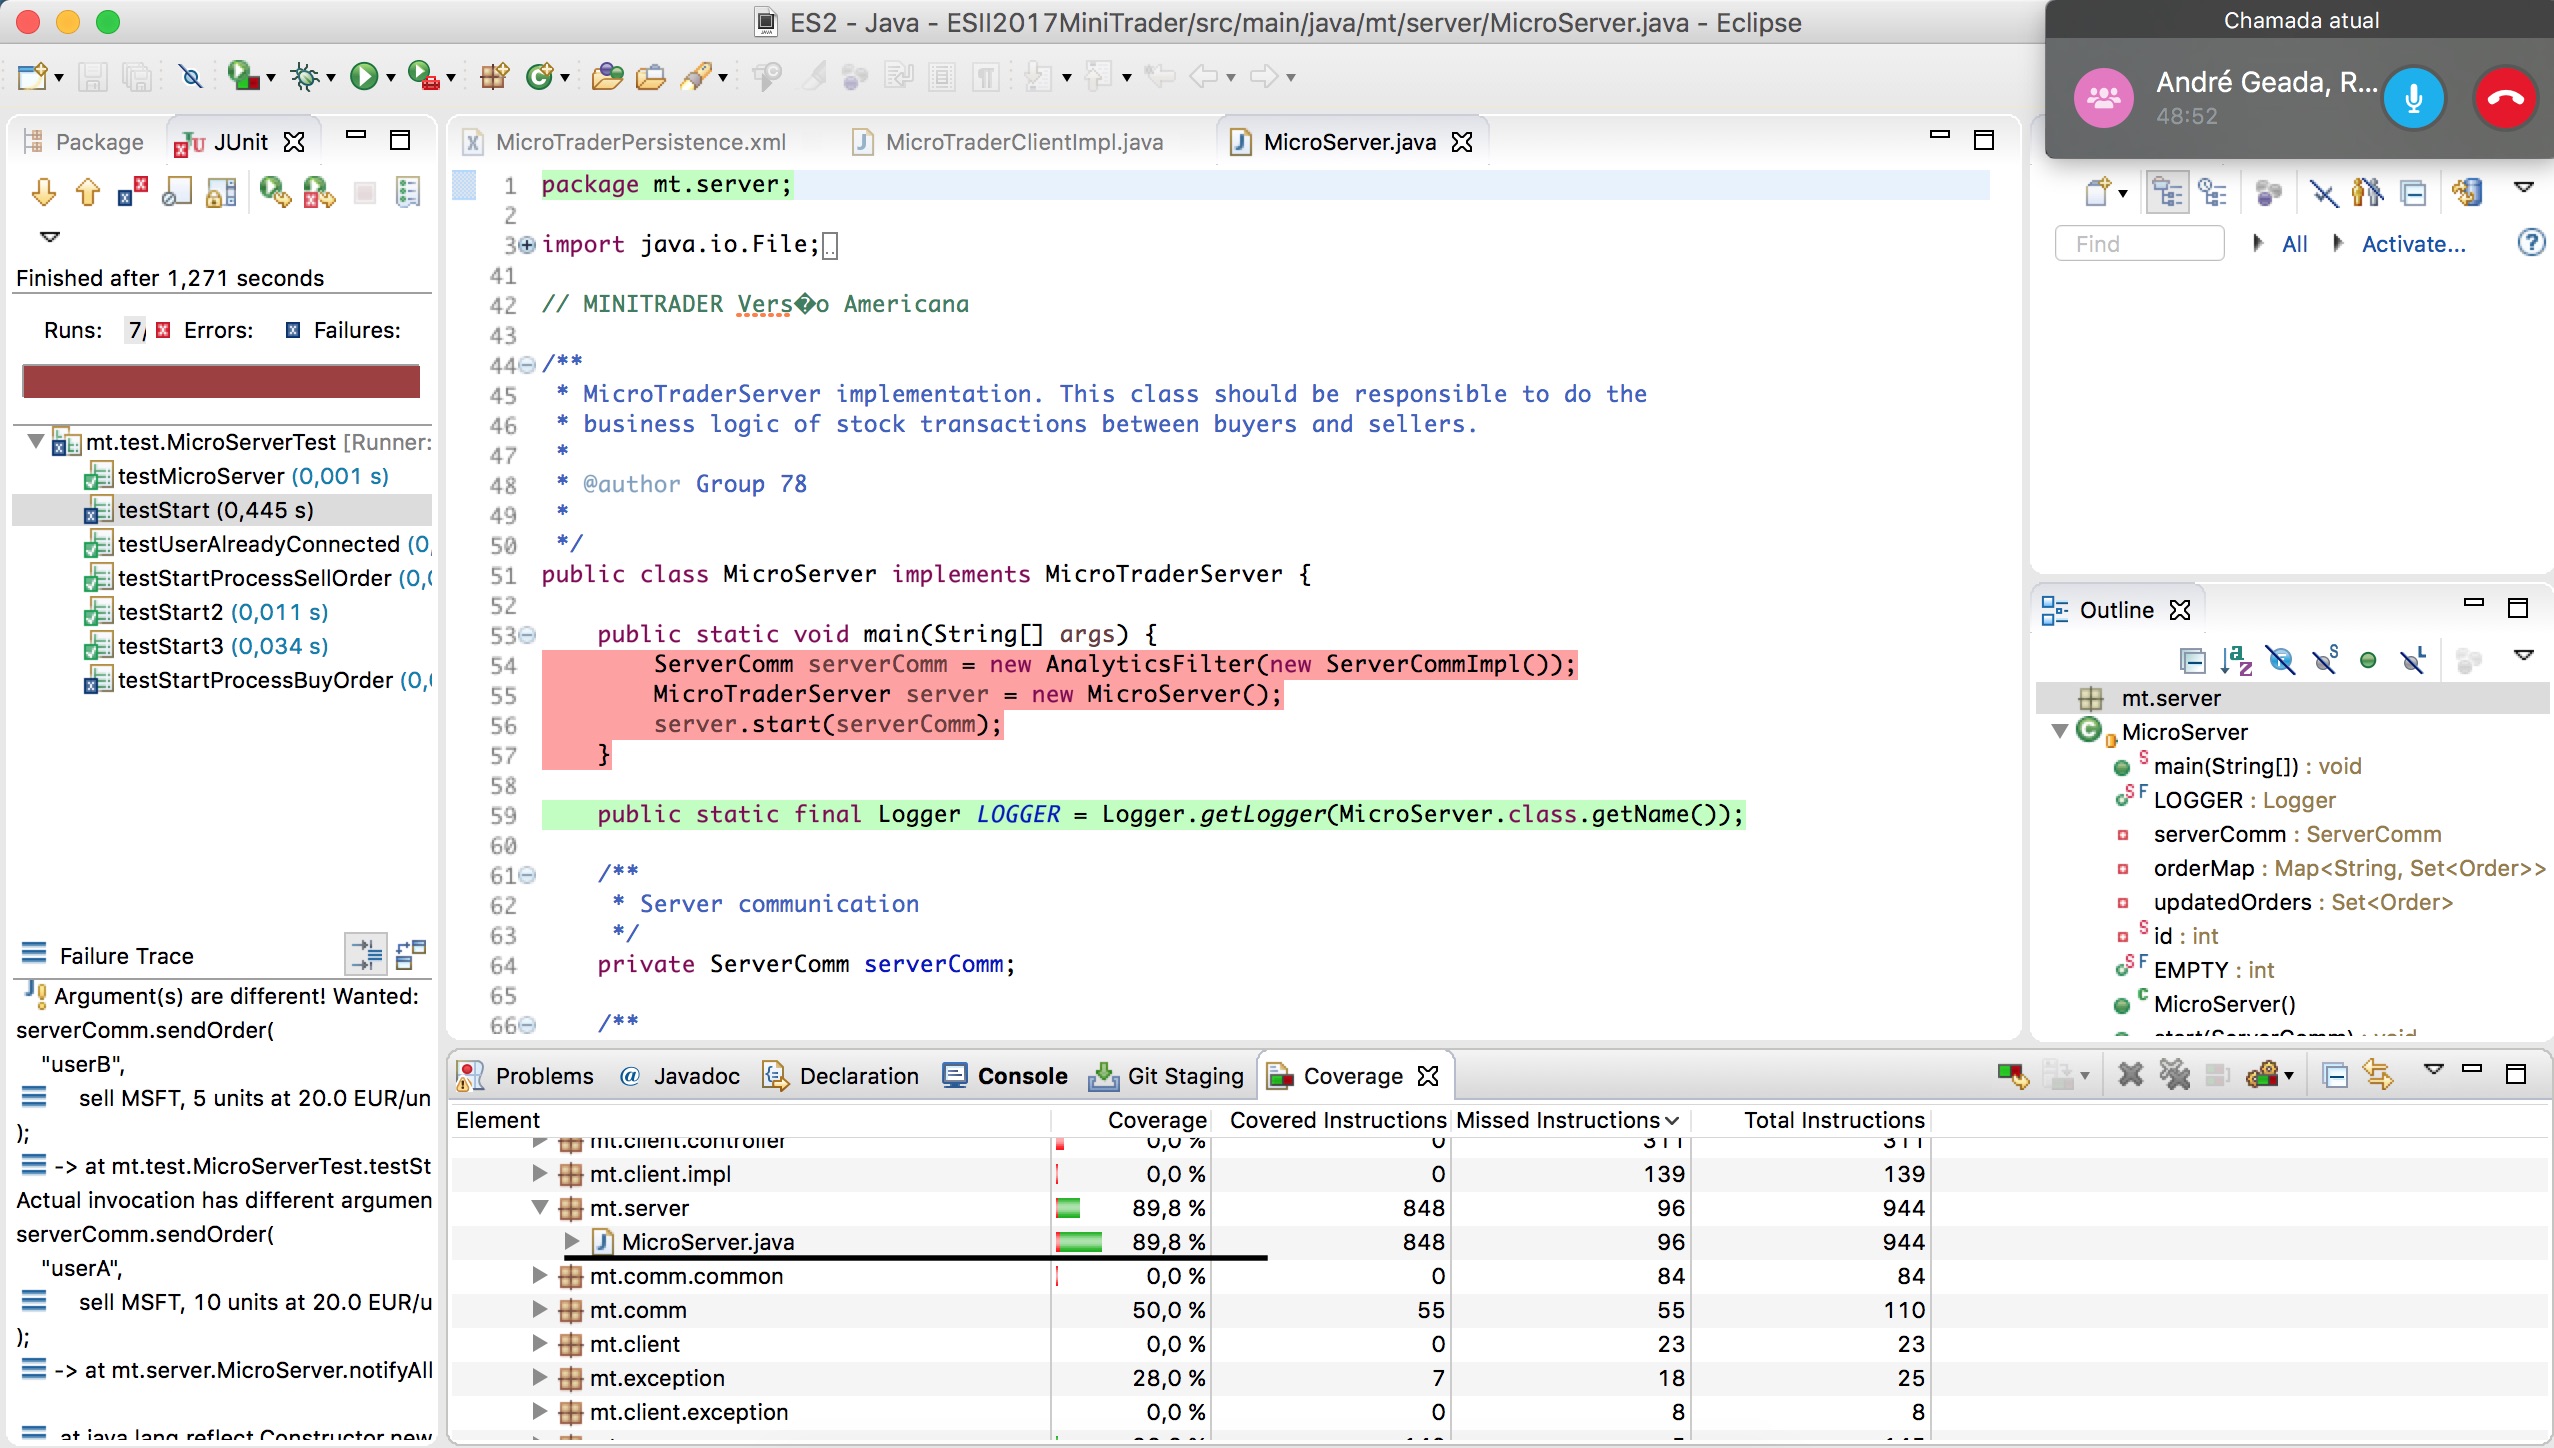 ES2 - Java - ESII2017MiniTrader/src/main/java/mt/server/MicroServer.java - Eclipse
Chamada atual
André Geada, R...
48:52
Package
JUnit
MicroTraderPersistence.xml
MicroTraderClientImpl.java
MicroServer.java
Finished after 1,271 seconds
Runs: 7/ Errors: Failures:
mt.test.MicroServerTest [Runner:
testMicroServer (0,001 s)
testStart (0,445 s)
testUserAlreadyConnected (0,
testStartProcessSellOrder (0,0
testStart2 (0,011 s)
testStart3 (0,034 s)
testStartProcessBuyOrder (0,
Failure Trace
Argument(s) are different! Wanted:
serverComm.sendOrder(
"userB",
sell MSFT, 5 units at 20.0 EUR/un
);
-> at mt.test.MicroServerTest.testSt
Actual invocation has different argumen
serverComm.sendOrder(
"userA",
sell MSFT, 10 units at 20.0 EUR/u
);
-> at mt.server.MicroServer.notifyAll
at java.lang.reflect.Constructor.new
1 package mt.server;
2
3 import java.io.File;
41
42 // MINITRADER Vers�o Americana
43
44 /**
45 * MicroTraderServer implementation. This class should be responsible to do the
46 * business logic of stock transactions between buyers and sellers.
47 *
48 * @author Group 78
49 *
50 */
51 public class MicroServer implements MicroTraderServer {
52
53 public static void main(String[] args) {
54 ServerComm serverComm = new AnalyticsFilter(new ServerCommImpl());
55 MicroTraderServer server = new MicroServer();
56 server.start(serverComm);
57 }
58
59 public static final Logger LOGGER = Logger.getLogger(MicroServer.class.getName());
60
61 /**
62 * Server communication
63 */
64 private ServerComm serverComm;
65
66 /**
Find
All
Activate...
Outline
mt.server
MicroServer
main(String[]) : void
LOGGER : Logger
serverComm : ServerComm
orderMap : Map<String, Set<Order>>
updatedOrders : Set<Order>
id : int
EMPTY : int
MicroServer()
start(ServerComm) : void
Problems
@ Javadoc
Declaration
Console
Git Staging
Coverage
Element Coverage Covered Instructions Missed Instructions Total Instructions
mt.client.controller 0,0 % 0 311 311
mt.client.impl 0,0 % 0 139 139
mt.server 89,8 % 848 96 944
MicroServer.java 89,8 % 848 96 944
mt.comm.common 0,0 % 0 84 84
mt.comm 50,0 % 55 55 110
mt.client 0,0 % 0 23 23
mt.exception 28,0 % 7 18 25
mt.client.exception 0,0 % 0 8 8